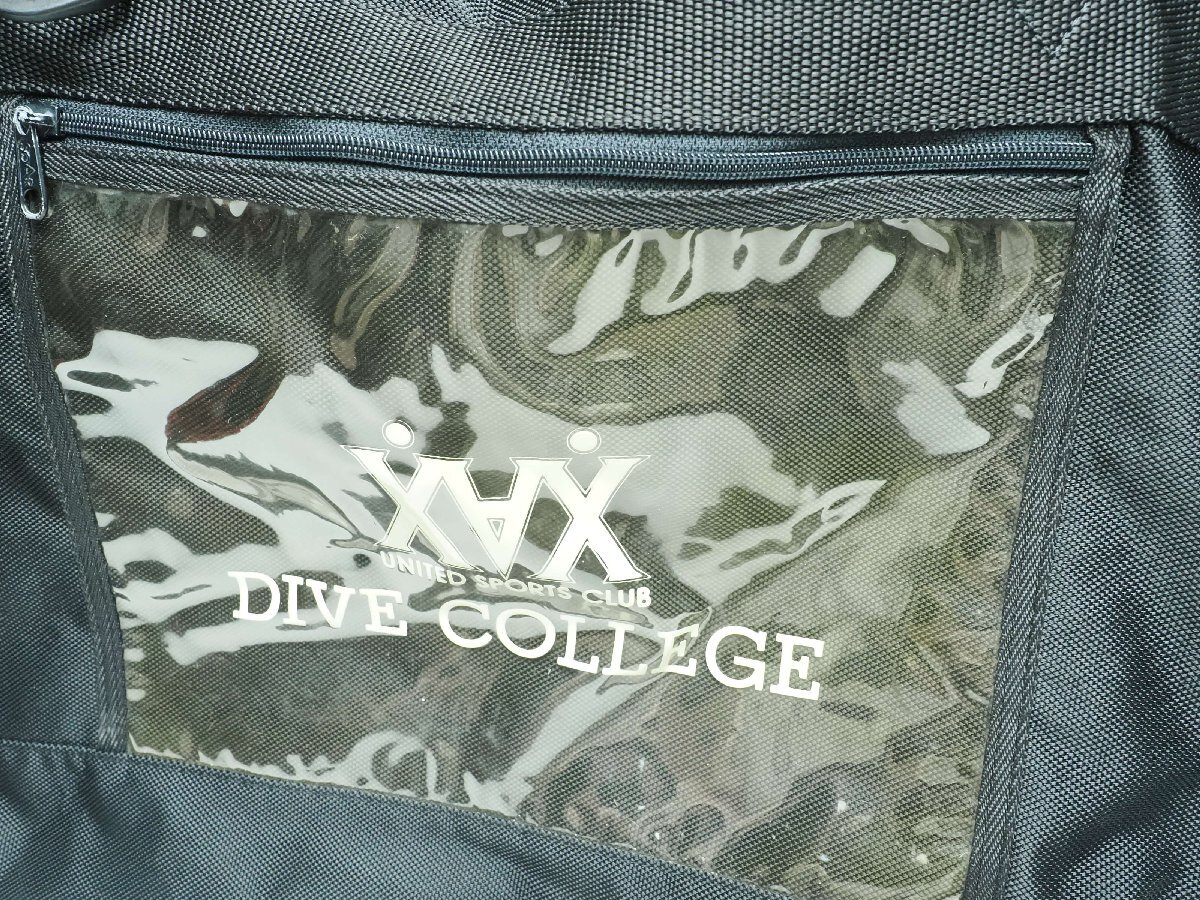 XAX
UNITED SPORTS CLUB
DIVE COLLEGE